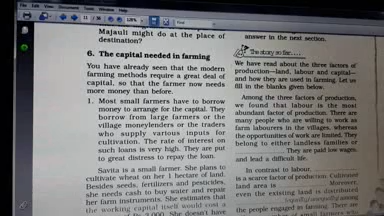 Majault might do at the place of
destination?
6. The capital needed in farming
You have already seen that the modern
farming methods require a great deal of
capital, so that the farmer now needs
more money than before.
1. Most small farmers have to borrow
money to arrange for the capital. They
borrow from large farmers or the
village moneylenders or the traders
who supply various inputs for
cultivation. The rate of interest on
such loans is very high. They are put
to great distress to repay the loan.
Savita is a small farmer. She plans to
cultivate wheat on her 1 hectare of land.
Besides seeds, fertilizers and pesticides,
she needs cash to buy water and repair
her farm instruments. She estimates that
the working capital itself would cost a
3,000. She doesn't have
answer in the next section.
The story so far....
We have read about the three factors of
production—land, labour and capital—
and how they are used in farming. Let us
fill in the blanks given below.
Among the three factors of production,
we found that labour is the most
abundant factor of production. There are
many people who are willing to work as
farm labourers in the villages, whereas
the opportunities of work are limited. They
belong to either landless families or
They are paid low wages,
and lead a difficult life.
In contrast to labour,
is a scarce factor of production. Cultivated
land area is Moreover,
even the existing land is distributed
(equally/unequally) among
the people engaged in farming. There are